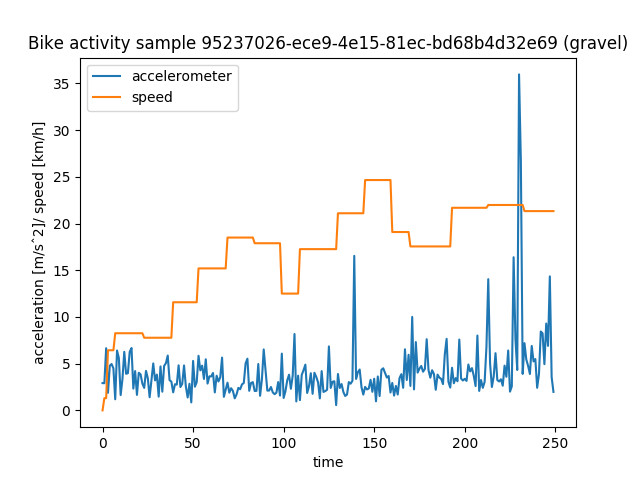 Bike activity sample 95237026-ece9-4e15-81ec-bd68b4d32e69 (gravel)
accelerometer
speed
acceleration [m/s^2]/ speed [km/h]
35
30
25
20
15
10
5
0
0 50 100 150 200 250
time